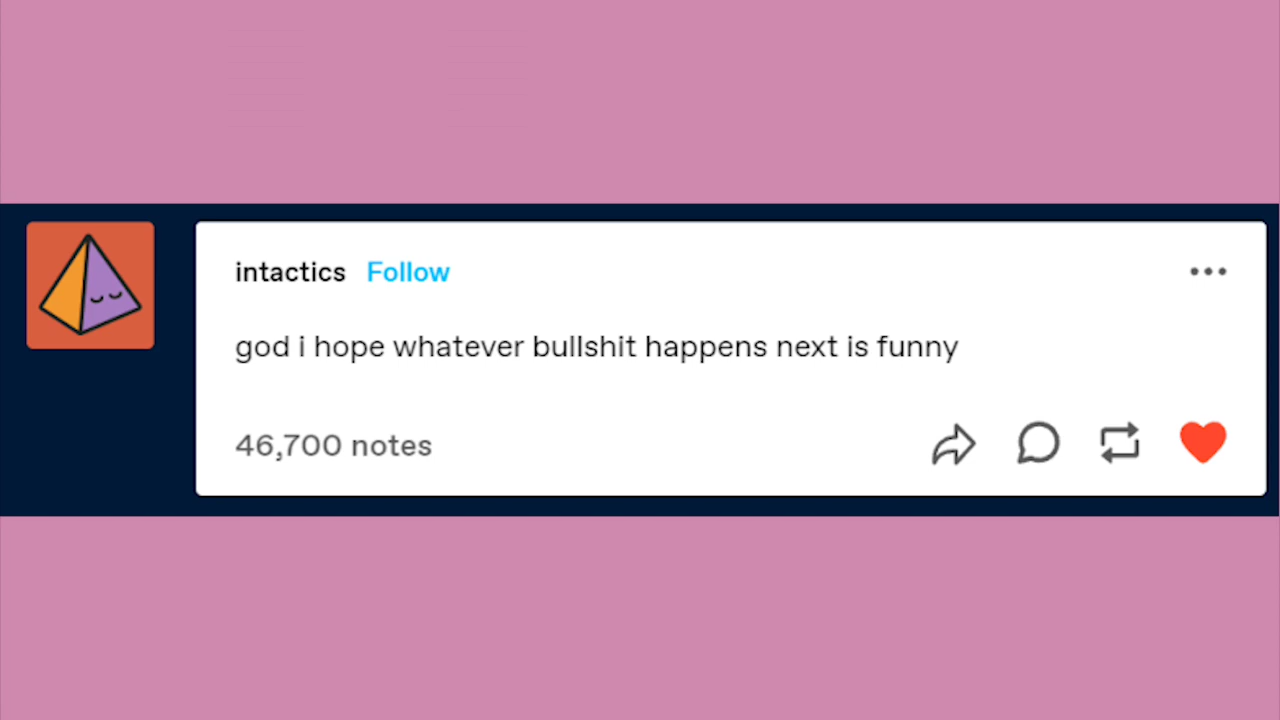 intactics Follow
god i hope whatever bullshit happens next is funny
46,700 notes